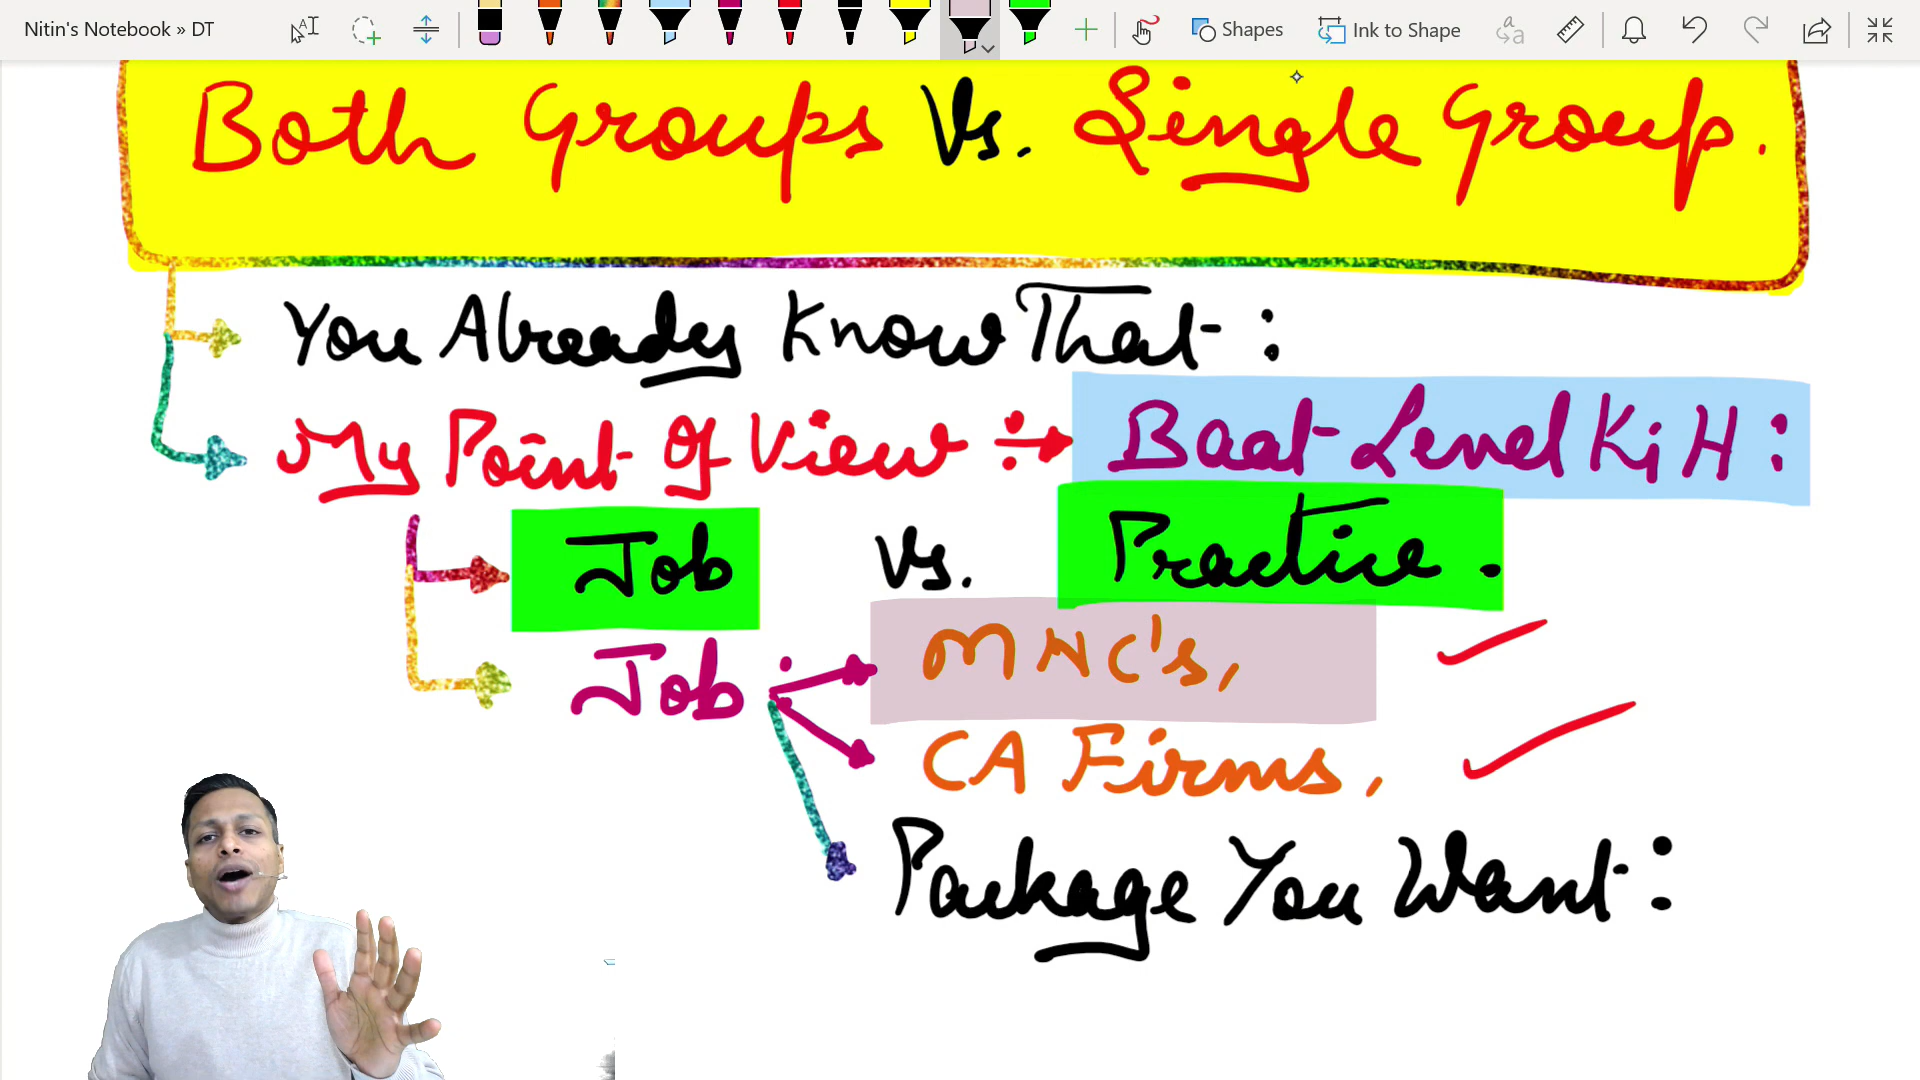 Nitin's Notebook » DT Shapes Ink to Shape
Both Groups Vs. Single Group.
You Already Know That :
My Point Of View ÷→ Baat Level Ki H :
Job Vs. Practice.
Job : MNC's,
CA Firms,
Package You Want :